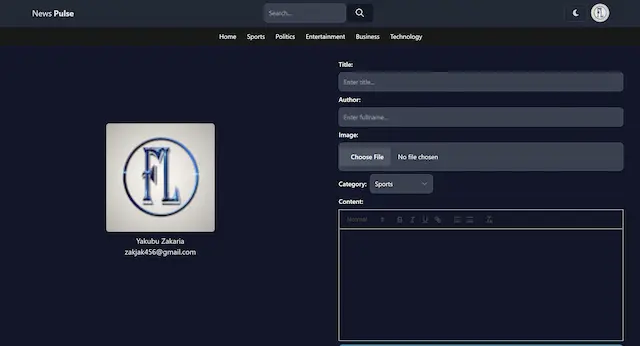 News Pulse
Search...
Home Sports Politics Entertainment Business Technology
FL
Yakubu Zakaria
zakjak456@gmail.com
Title:
Enter title...
Author:
Enter fullname...
Image:
Choose File No file chosen
Category: Sports
Content:
Normal B I U